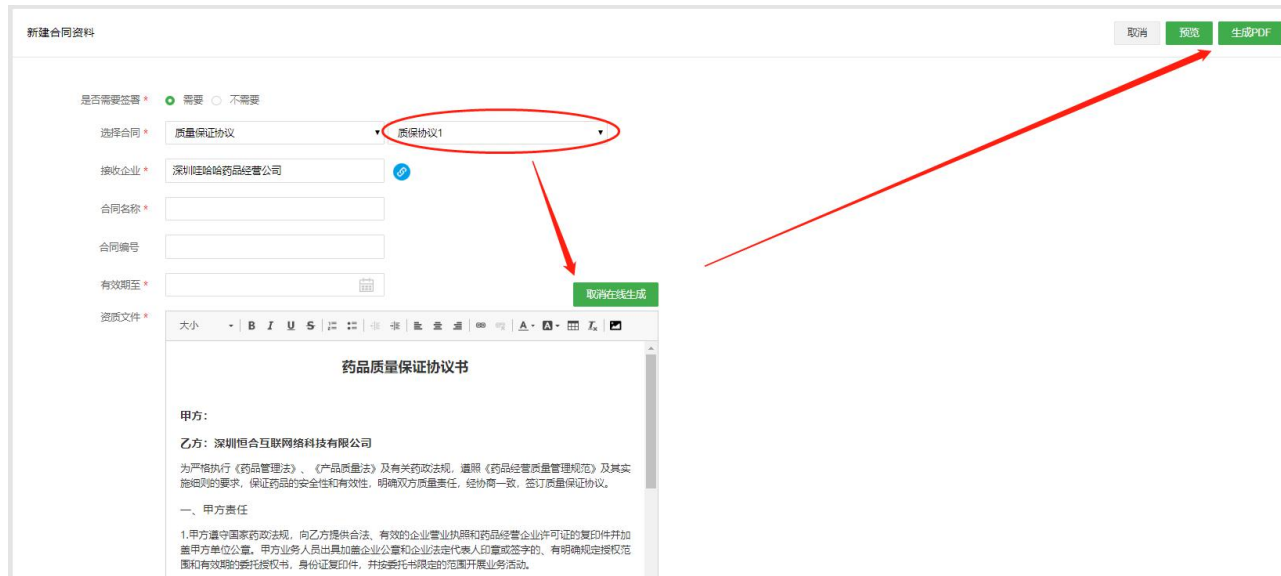 新建合同资料
取消 预览 生成PDF
是否需要签署 * 需要 不需要
选择合同 * 质量保证协议 质保协议1
接收企业 * 深圳哇哈哈药品经营公司
合同名称 *
合同编号
有效期至 *
取消在线生成
资质文件 *
大小 B I U S A A Ix
药品质量保证协议书
甲方：
乙方：深圳恒合互联网络科技有限公司
为严格执行《药品管理法》、《产品质量法》及有关药政法规，遵照《药品经营质量管理规范》及其实
施细则的要求，保证药品的安全性和有效性，明确双方质量责任，经协商一致，签订质量保证协议。
一、甲方责任
1.甲方遵守国家药政法规，向乙方提供合法、有效的企业营业执照和药品经营企业许可证的复印件并加
盖甲方单位公章。甲方业务人员出具加盖企业公章和企业法定代表人印章或签字的、有明确规定授权范
围和有效期的委托授权书，身份证复印件，并按委托书限定的范围开展业务活动。